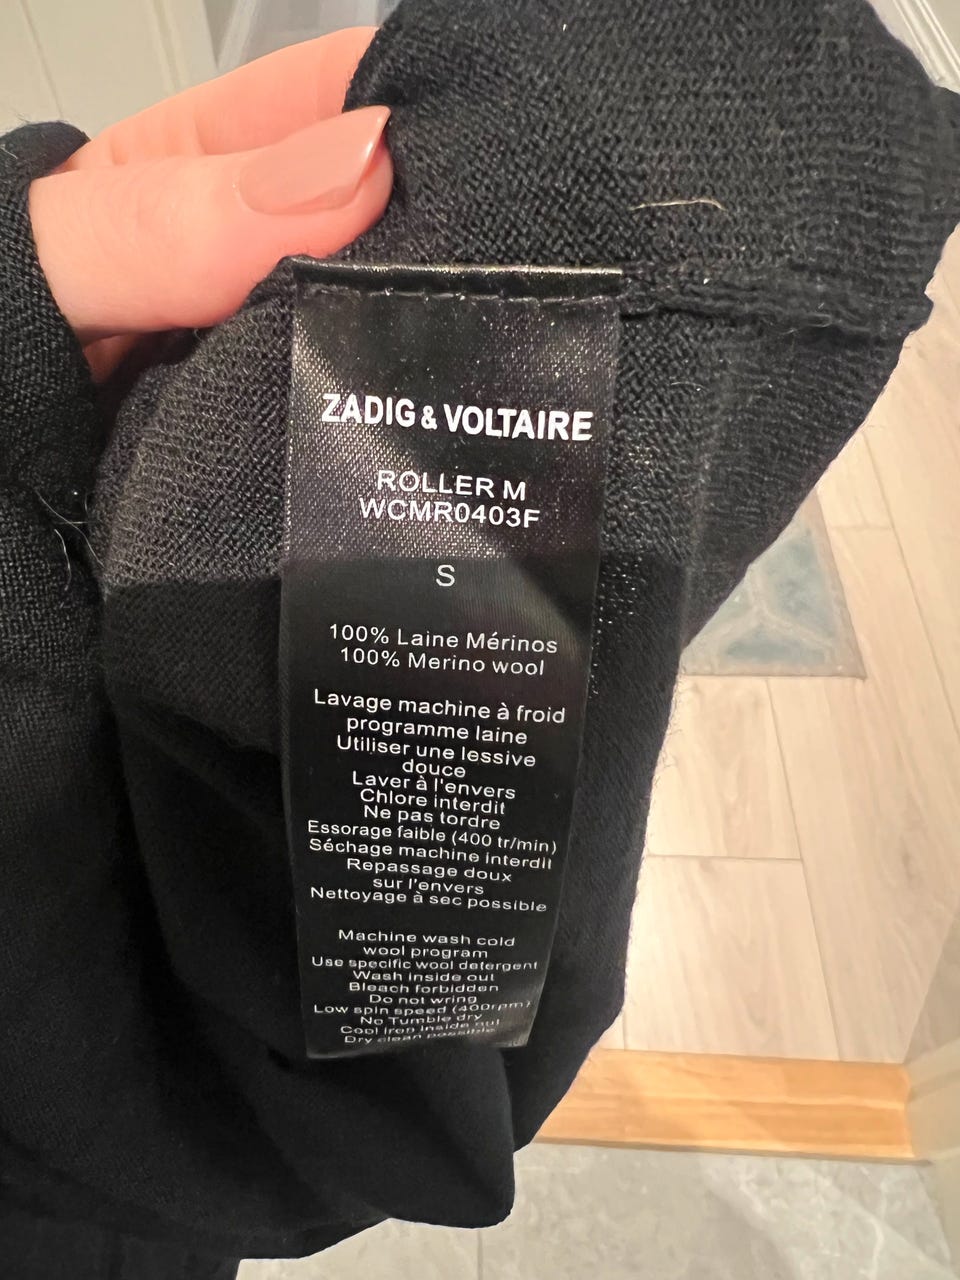 ZADIG & VOLTAIRE
ROLLER M
WCMR0403F
S
100% Laine Mérinos
100% Merino wool
Lavage machine à froid
programme laine
Utiliser une lessive
douce
Laver à l'envers
Chlore interdit
Ne pas tordre
Essorage faible (400 tr/min)
Séchage machine interdit
Repassage doux
sur l'envers
Nettoyage à sec possible
Machine wash cold
wool program
Use specific wool detergent
Wash inside out
Bleach forbidden
Do not wring
Low spin speed (400rpm)
No Tumble dry
Cool iron inside out
Dry clean possible